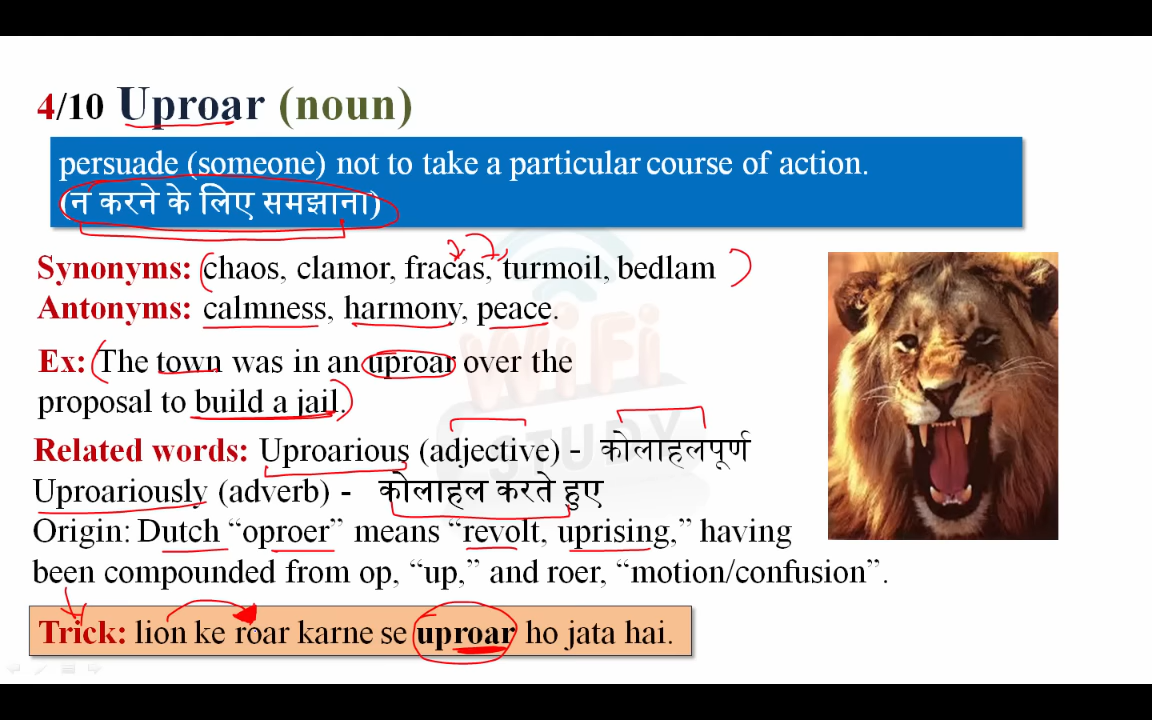 4/10 Uproar (noun)
persuade (someone) not to take a particular course of action.
(न करने के लिए समझाना)
Synonyms: chaos, clamor, fracas, turmoil, bedlam
Antonyms: calmness, harmony, peace.
Ex: The town was in an uproar over the
proposal to build a jail.
Related words: Uproarious (adjective) - कोलाहलपूर्ण
Uproariously (adverb) - कोलाहल करते हुए
Origin: Dutch “oproer” means “revolt, uprising,” having
been compounded from op, “up,” and roer, “motion/confusion”.
Trick: lion ke roar karne se uproar ho jata hai.
WiFi
STUDY